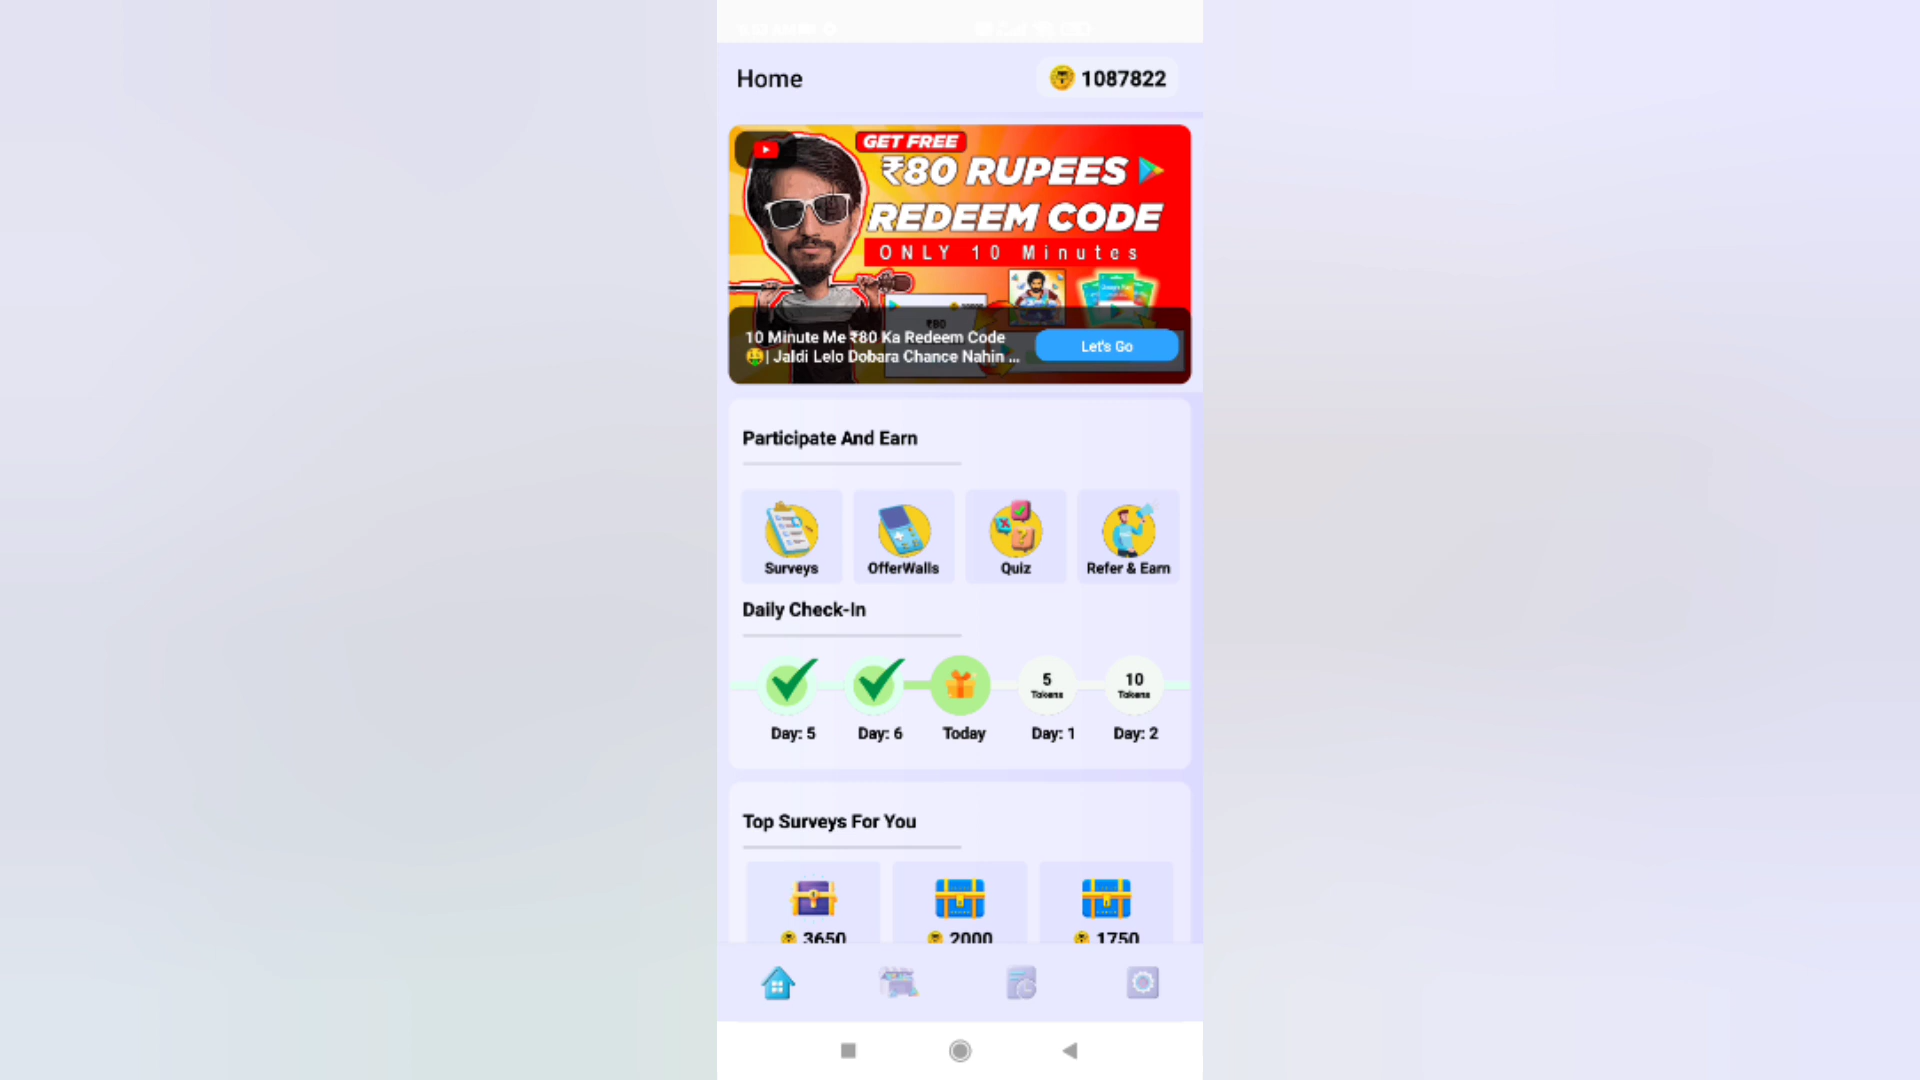 Home
1087822
GET FREE
₹80 RUPEES
REDEEM CODE
ONLY 10 Minutes
₹80
10 Minute Me ₹80 Ka Redeem Code
🤑| Jaldi Lelo Dobara Chance Nahin ...
Let's Go
Participate And Earn
Surveys
OfferWalls
Quiz
Refer & Earn
Daily Check-In
5
Tokens
10
Tokens
Day: 5
Day: 6
Today
Day: 1
Day: 2
Top Surveys For You
3650
2000
1750